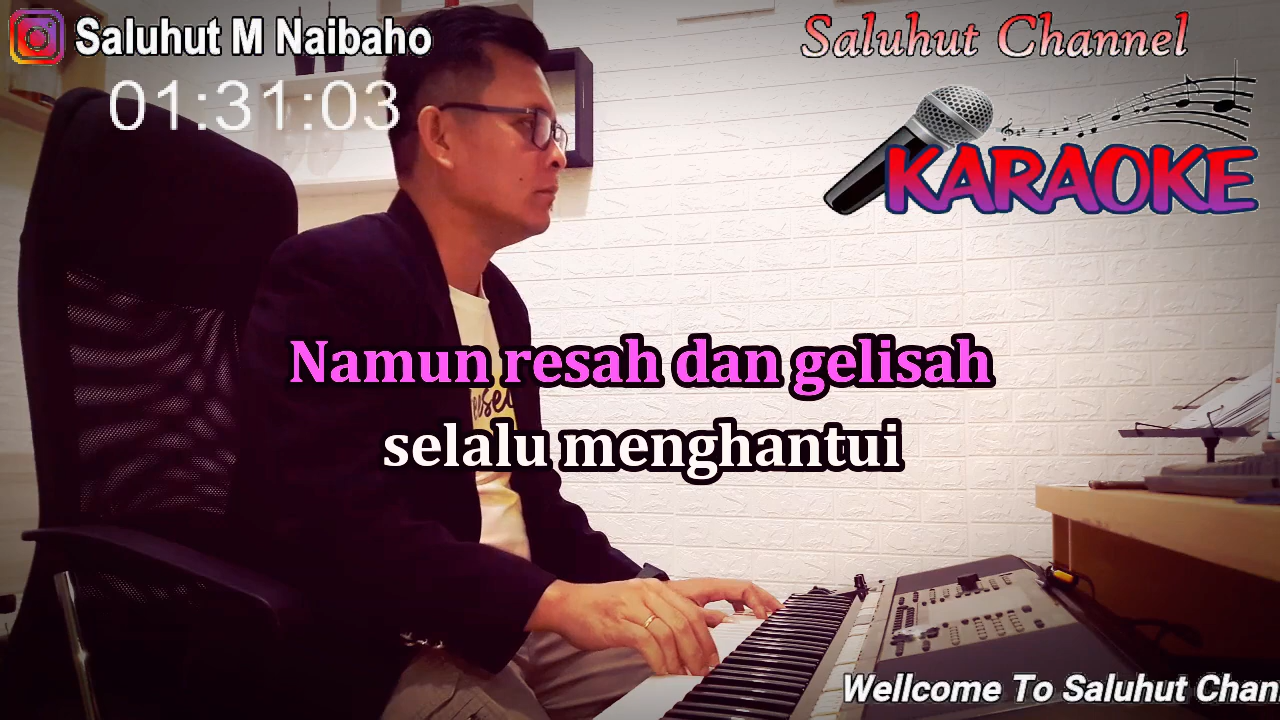 Saluhut M Naibaho
Saluhut Channel
01:31:03
KARAOKE
Namun resah dan gelisah
selalu menghantui
Wellcome To Saluhut Chan